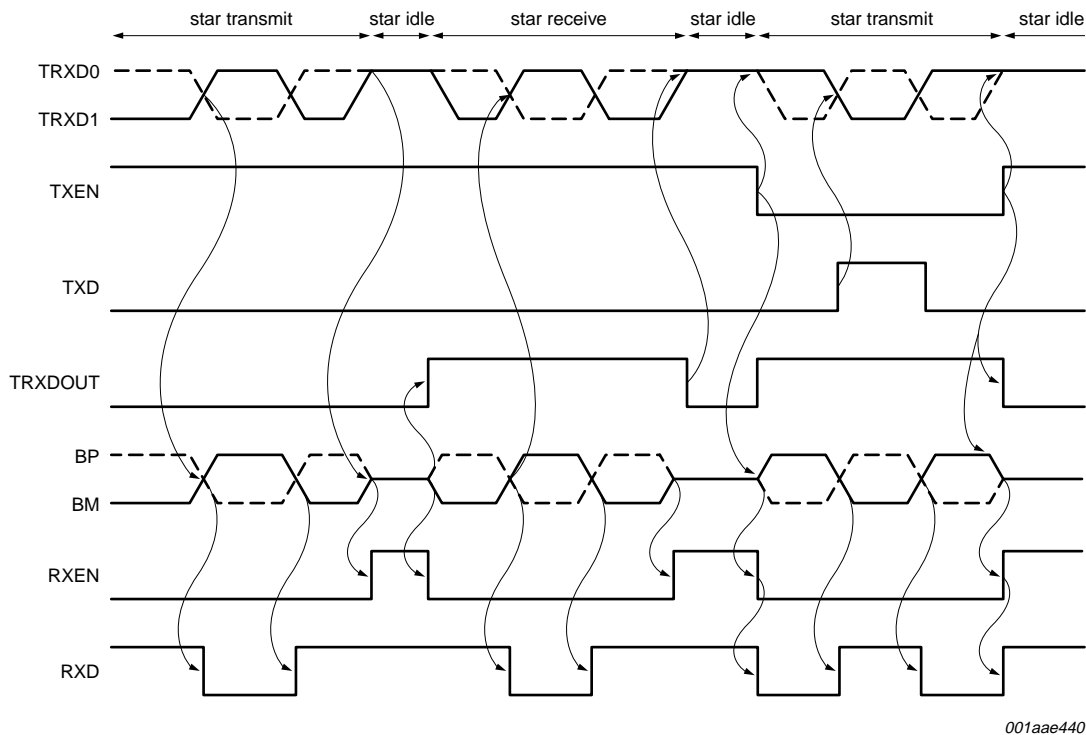 star transmit star idle star receive star idle star transmit star idle
TRXD0
TRXD1
TXEN
TXD
TRXDOUT
BP
BM
RXEN
RXD
001aae440